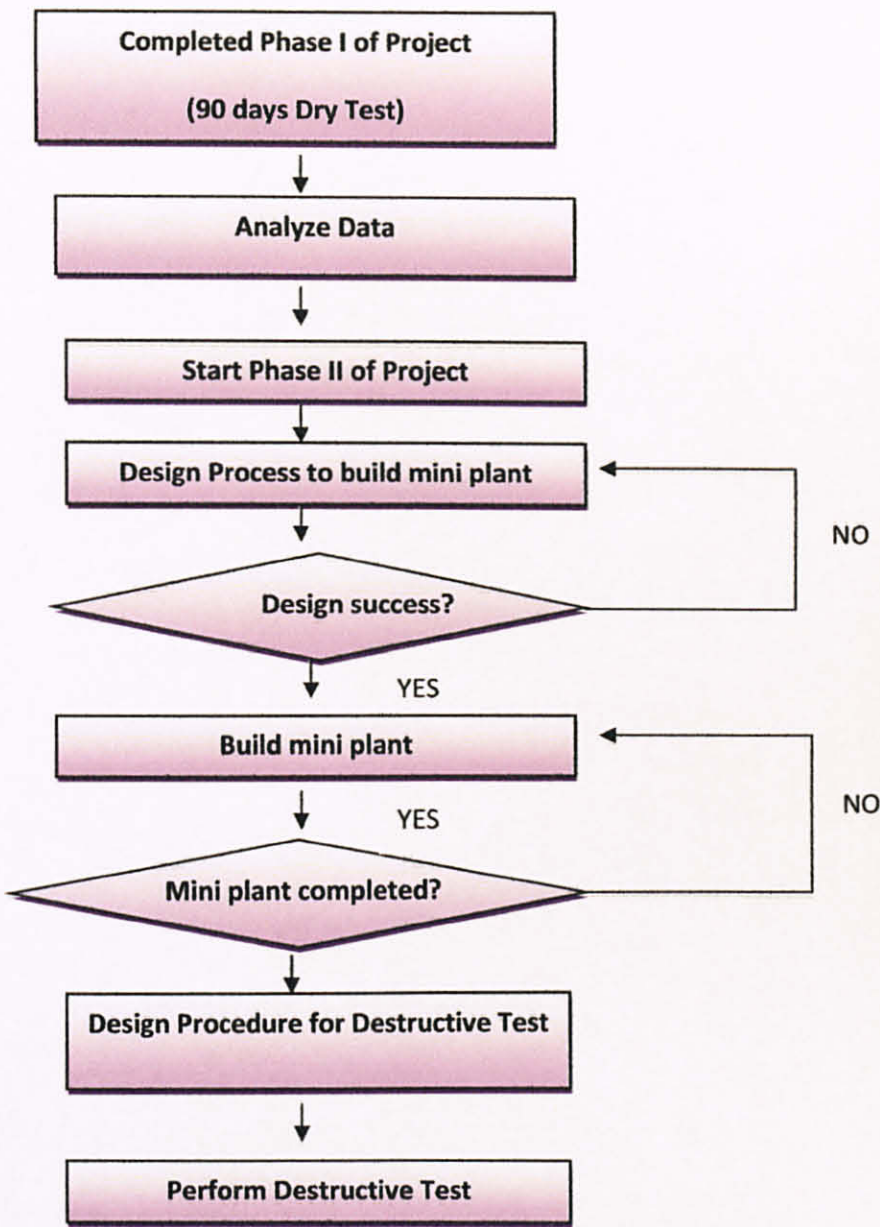 Completed Phase I of Project
(90 days Dry Test)
Analyze Data
Start Phase II of Project
Design Process to build mini plant
NO
Design success?
YES
Build mini plant
NO
YES
Mini plant completed?
Design Procedure for Destructive Test
Perform Destructive Test